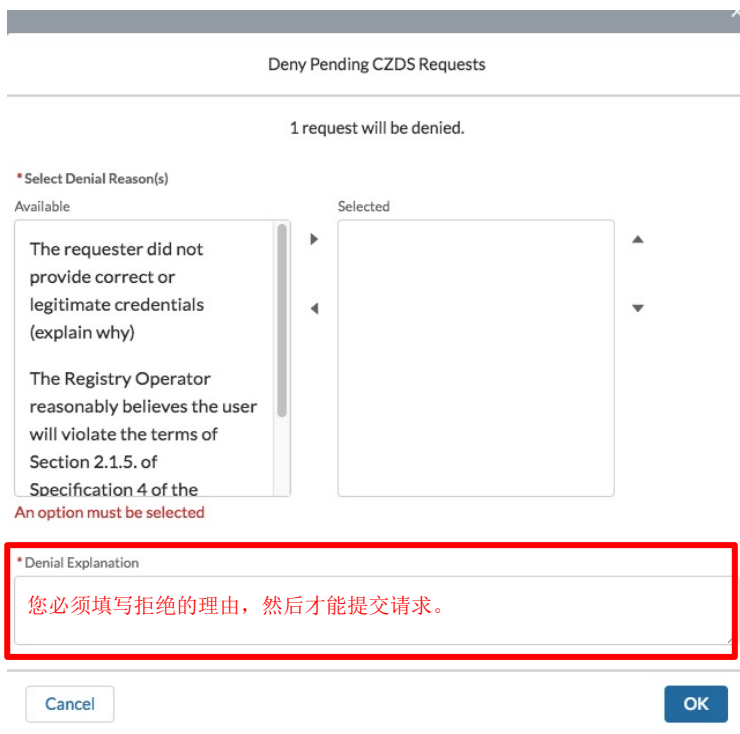 Deny Pending CZDS Requests
1 request will be denied.
*Select Denial Reason(s)
Available
Selected
The requester did not
provide correct or
legitimate credentials
(explain why)
The Registry Operator
reasonably believes the user
will violate the terms of
Section 2.1.5. of
Specification 4 of the
An option must be selected
*Denial Explanation
您必须填写拒绝的理由，然后才能提交请求。
Cancel
OK